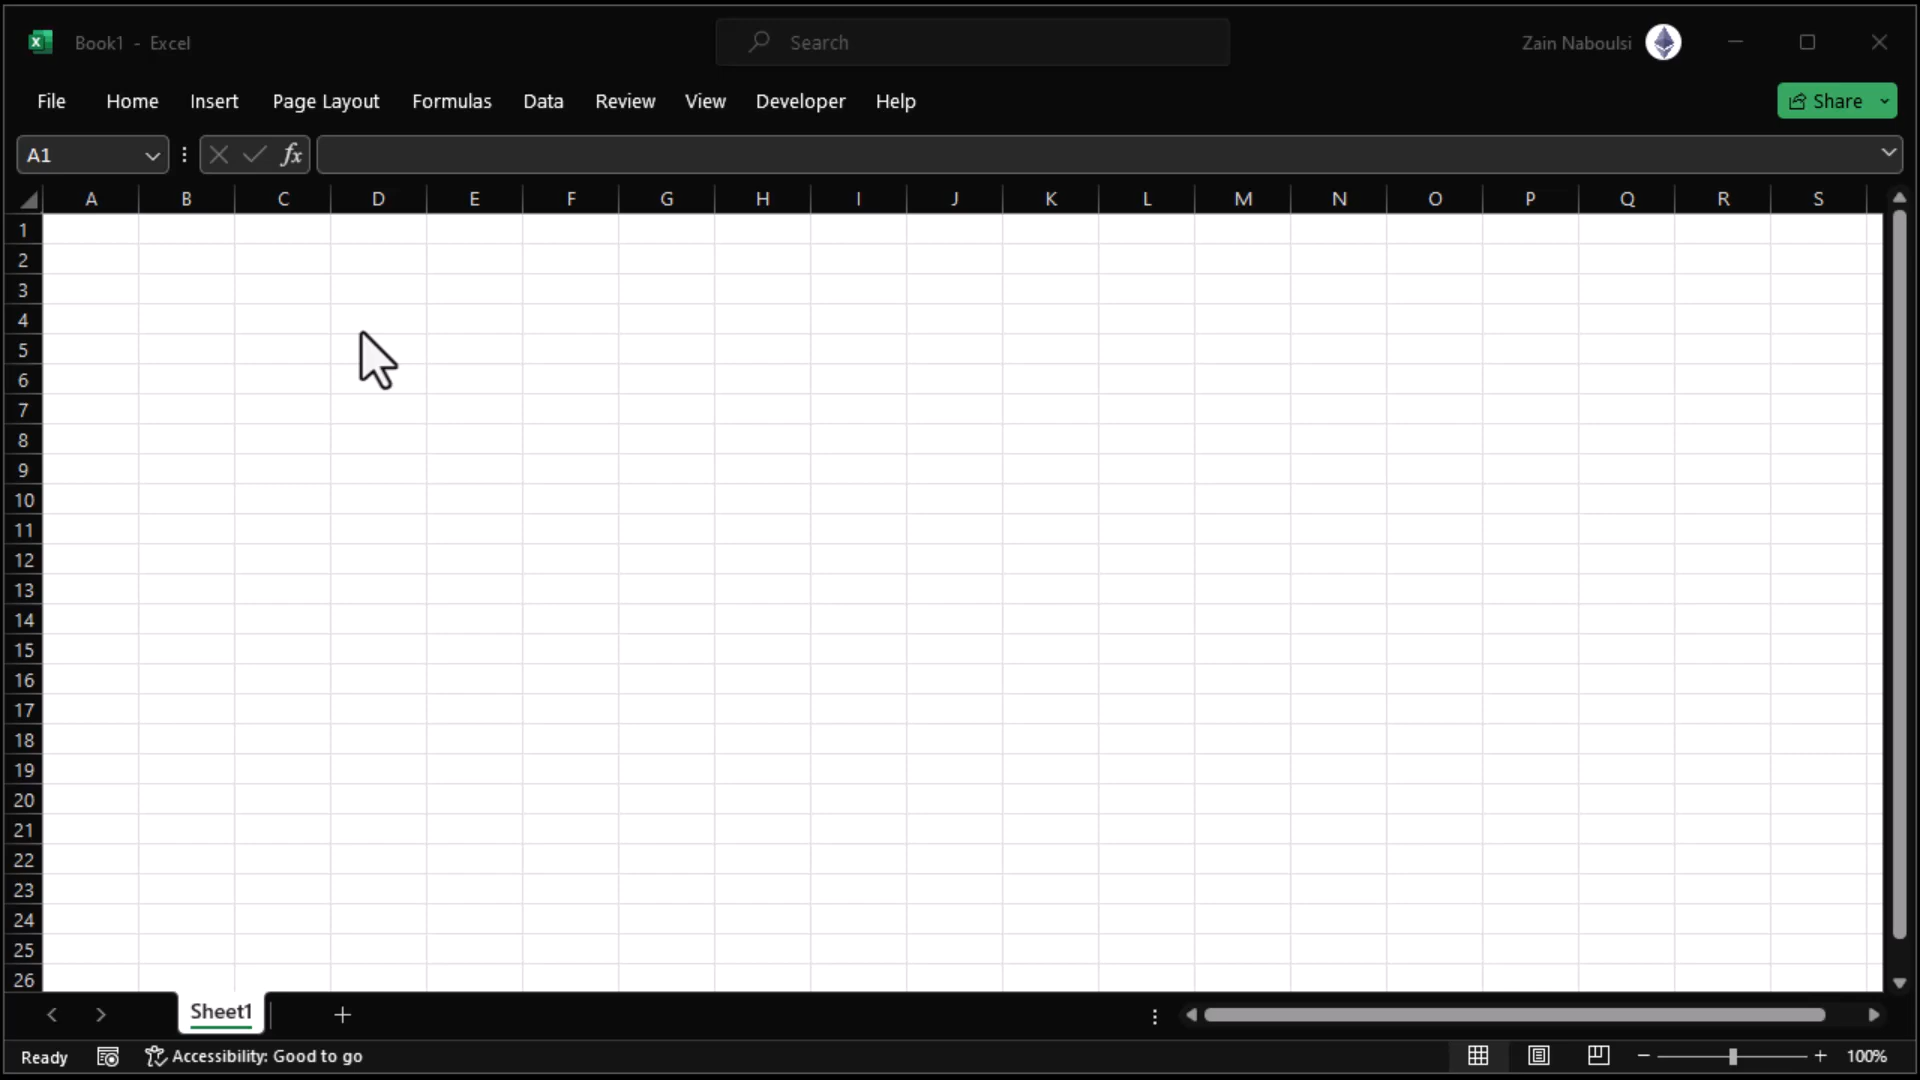 Book1 - Excel
Search
Zain Naboulsi
File Home Insert Page Layout Formulas Data Review View Developer Help
Share
A1
fx
A B C D E F G H I J K L M N O P Q R S
1
2
3
4
5
6
7
8
9
10
11
12
13
14
15
16
17
18
19
20
21
22
23
24
25
26
Sheet1
Ready
Accessibility: Good to go
100%